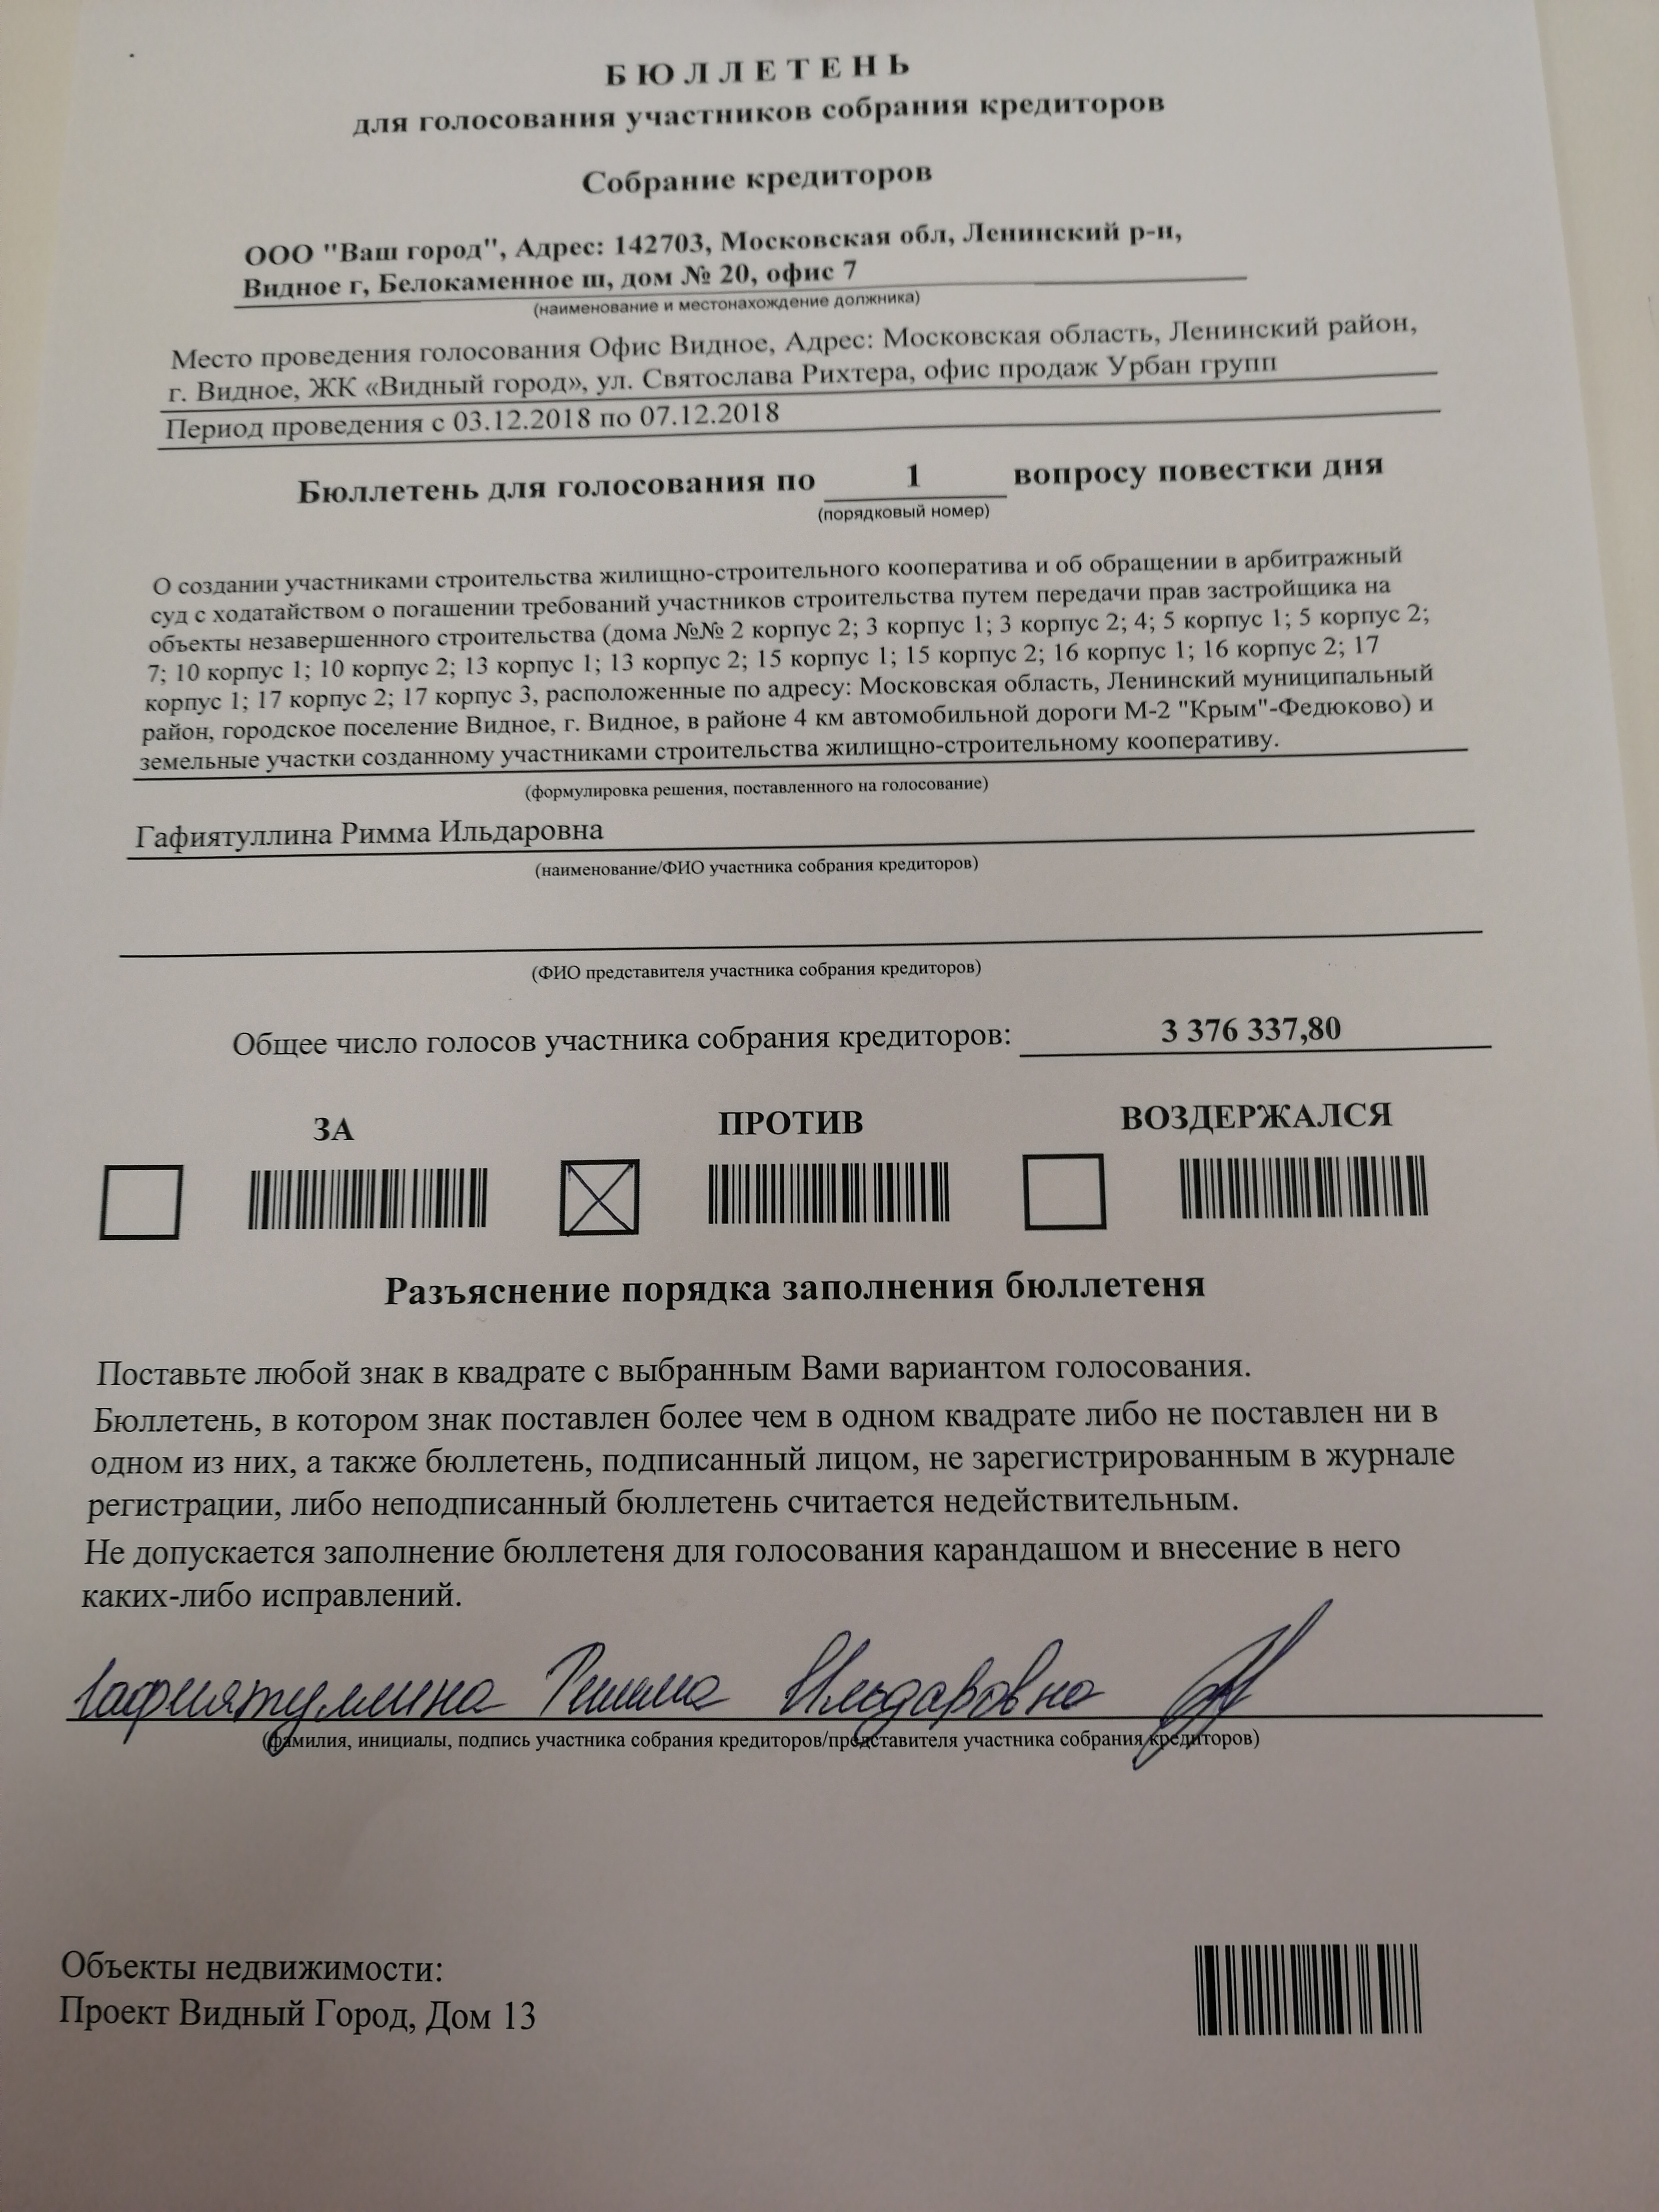 БЮЛЛЕТЕНЬ
для голосования участников собрания кредиторов
Собрание кредиторов
ООО "Ваш город", Адрес: 142703, Московская обл, Ленинский р-н,
Видное г, Белокаменное ш, дом № 20, офис 7
(наименование и местонахождение должника)
Место проведения голосования Офис Видное, Адрес: Московская область, Ленинский район,
г. Видное, ЖК «Видный город», ул. Святослава Рихтера, офис продаж Урбан групп
Период проведения с 03.12.2018 по 07.12.2018
Бюллетень для голосования по 1 вопросу повестки дня
(порядковый номер)
О создании участниками строительства жилищно-строительного кооператива и об обращении в арбитражный
суд с ходатайством о погашении требований участников строительства путем передачи прав застройщика на
объекты незавершенного строительства (дома №№ 2 корпус 2; 3 корпус 1; 3 корпус 2; 4; 5 корпус 1; 5 корпус 2;
7; 10 корпус 1; 10 корпус 2; 13 корпус 1; 13 корпус 2; 15 корпус 1; 15 корпус 2; 16 корпус 1; 16 корпус 2; 17
корпус 1; 17 корпус 2; 17 корпус 3, расположенные по адресу: Московская область, Ленинский муниципальный
район, городское поселение Видное, г. Видное, в районе 4 км автомобильной дороги М-2 "Крым"-Федюково) и
земельные участки созданному участниками строительства жилищно-строительному кооперативу.
(формулировка решения, поставленного на голосование)
Гафиятуллина Римма Ильдаровна
(наименование/ФИО участника собрания кредиторов)
(ФИО представителя участника собрания кредиторов)
Общее число голосов участника собрания кредиторов: 3 376 337,80
ЗА ПРОТИВ ВОЗДЕРЖАЛСЯ
Разъяснение порядка заполнения бюллетеня
Поставьте любой знак в квадрате с выбранным Вами вариантом голосования.
Бюллетень, в котором знак поставлен более чем в одном квадрате либо не поставлен ни в
одном из них, а также бюллетень, подписанный лицом, не зарегистрированным в журнале
регистрации, либо неподписанный бюллетень считается недействительным.
Не допускается заполнение бюллетеня для голосования карандашом и внесение в него
каких-либо исправлений.
Гафиятуллина Римма Ильдаровна
(фамилия, инициалы, подпись участника собрания кредиторов/представителя участника собрания кредиторов)
Объекты недвижимости:
Проект Видный Город, Дом 13